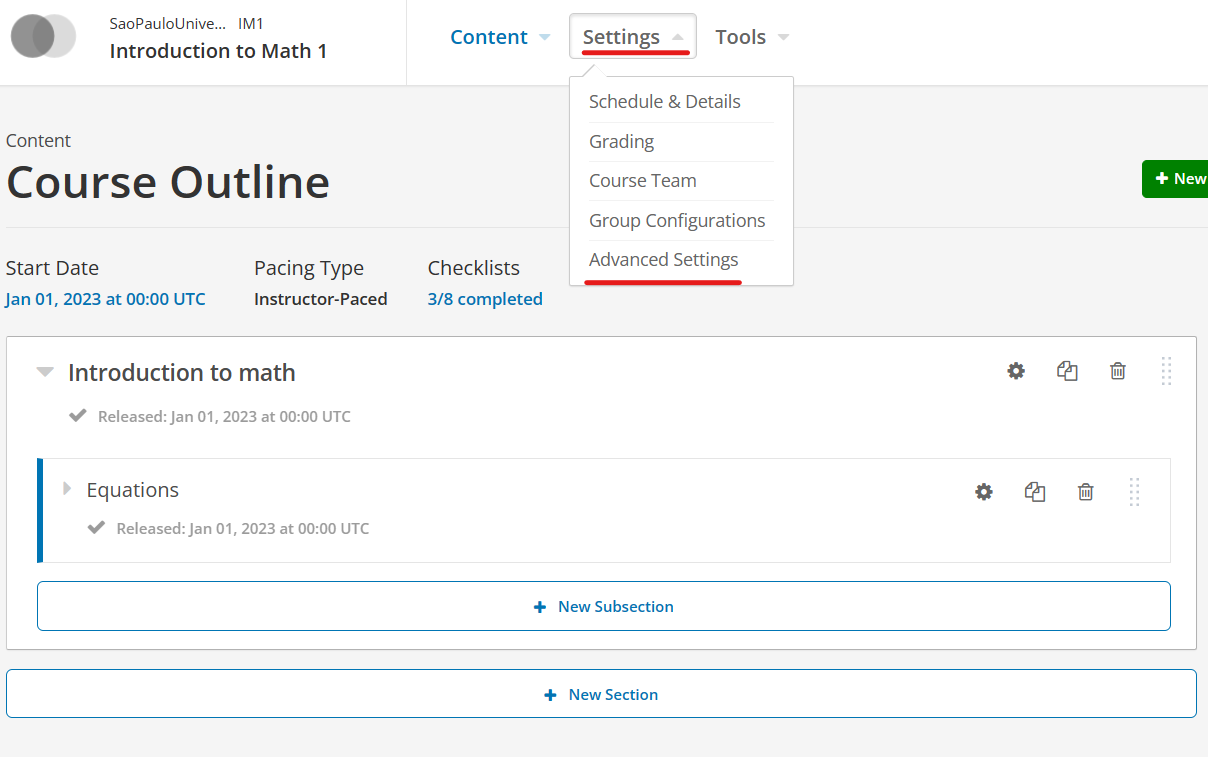 SaoPauloUnive... IM1
Introduction to Math 1
Content
Settings
Tools
Schedule & Details
Grading
Course Team
Group Configurations
Advanced Settings
Content
Course Outline
New
Start Date
Jan 01, 2023 at 00:00 UTC
Pacing Type
Instructor-Paced
Checklists
3/8 completed
Introduction to math
Released: Jan 01, 2023 at 00:00 UTC
Equations
Released: Jan 01, 2023 at 00:00 UTC
New Subsection
New Section